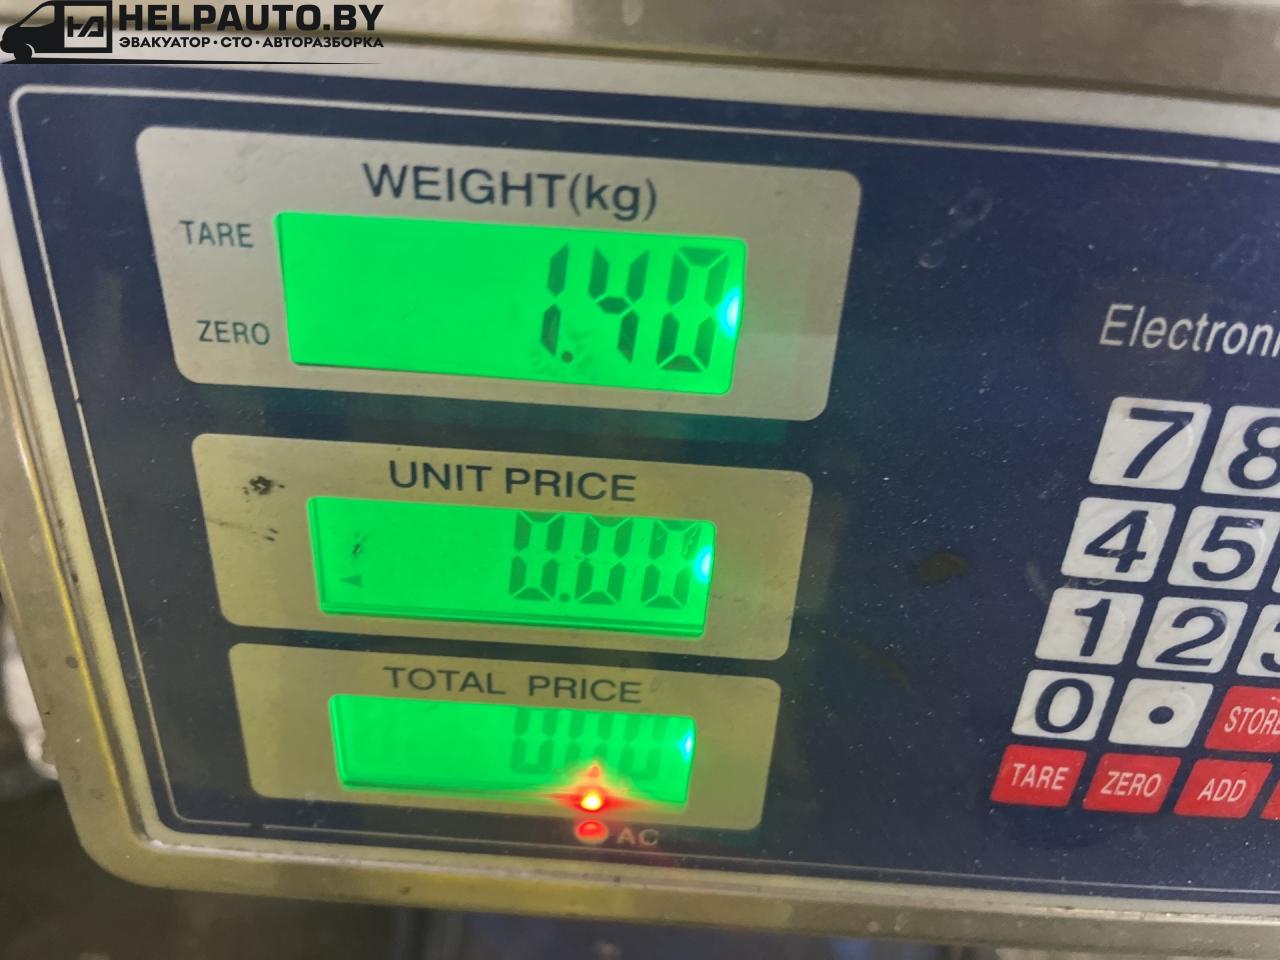 HELPAUTO.BY
ЭВАКУАТОР · СТО · АВТОРАЗБОРКА
WEIGHT(kg)
TARE
1.40
ZERO
Electroni
7 8
UNIT PRICE
4 5
0.00
1 2 3
TOTAL PRICE
0 .
STORE
0.00
TARE ZERO ADD
AC